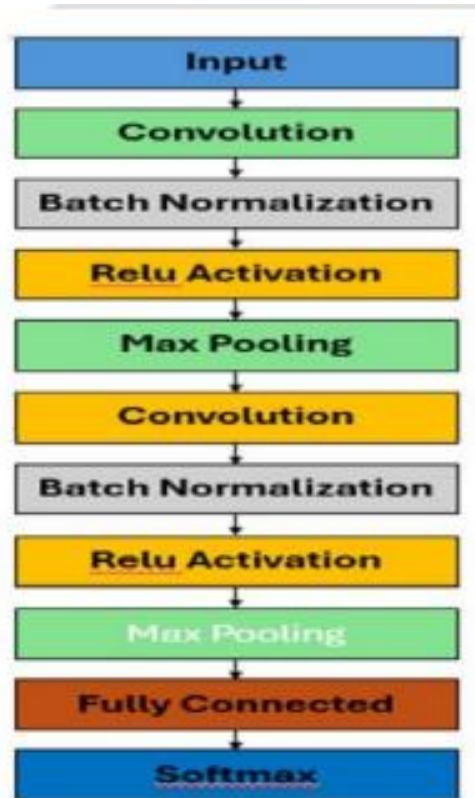 Input
Convolution
Batch Normalization
Relu Activation
Max Pooling
Convolution
Batch Normalization
Relu Activation
Max Pooling
Fully Connected
Softmax